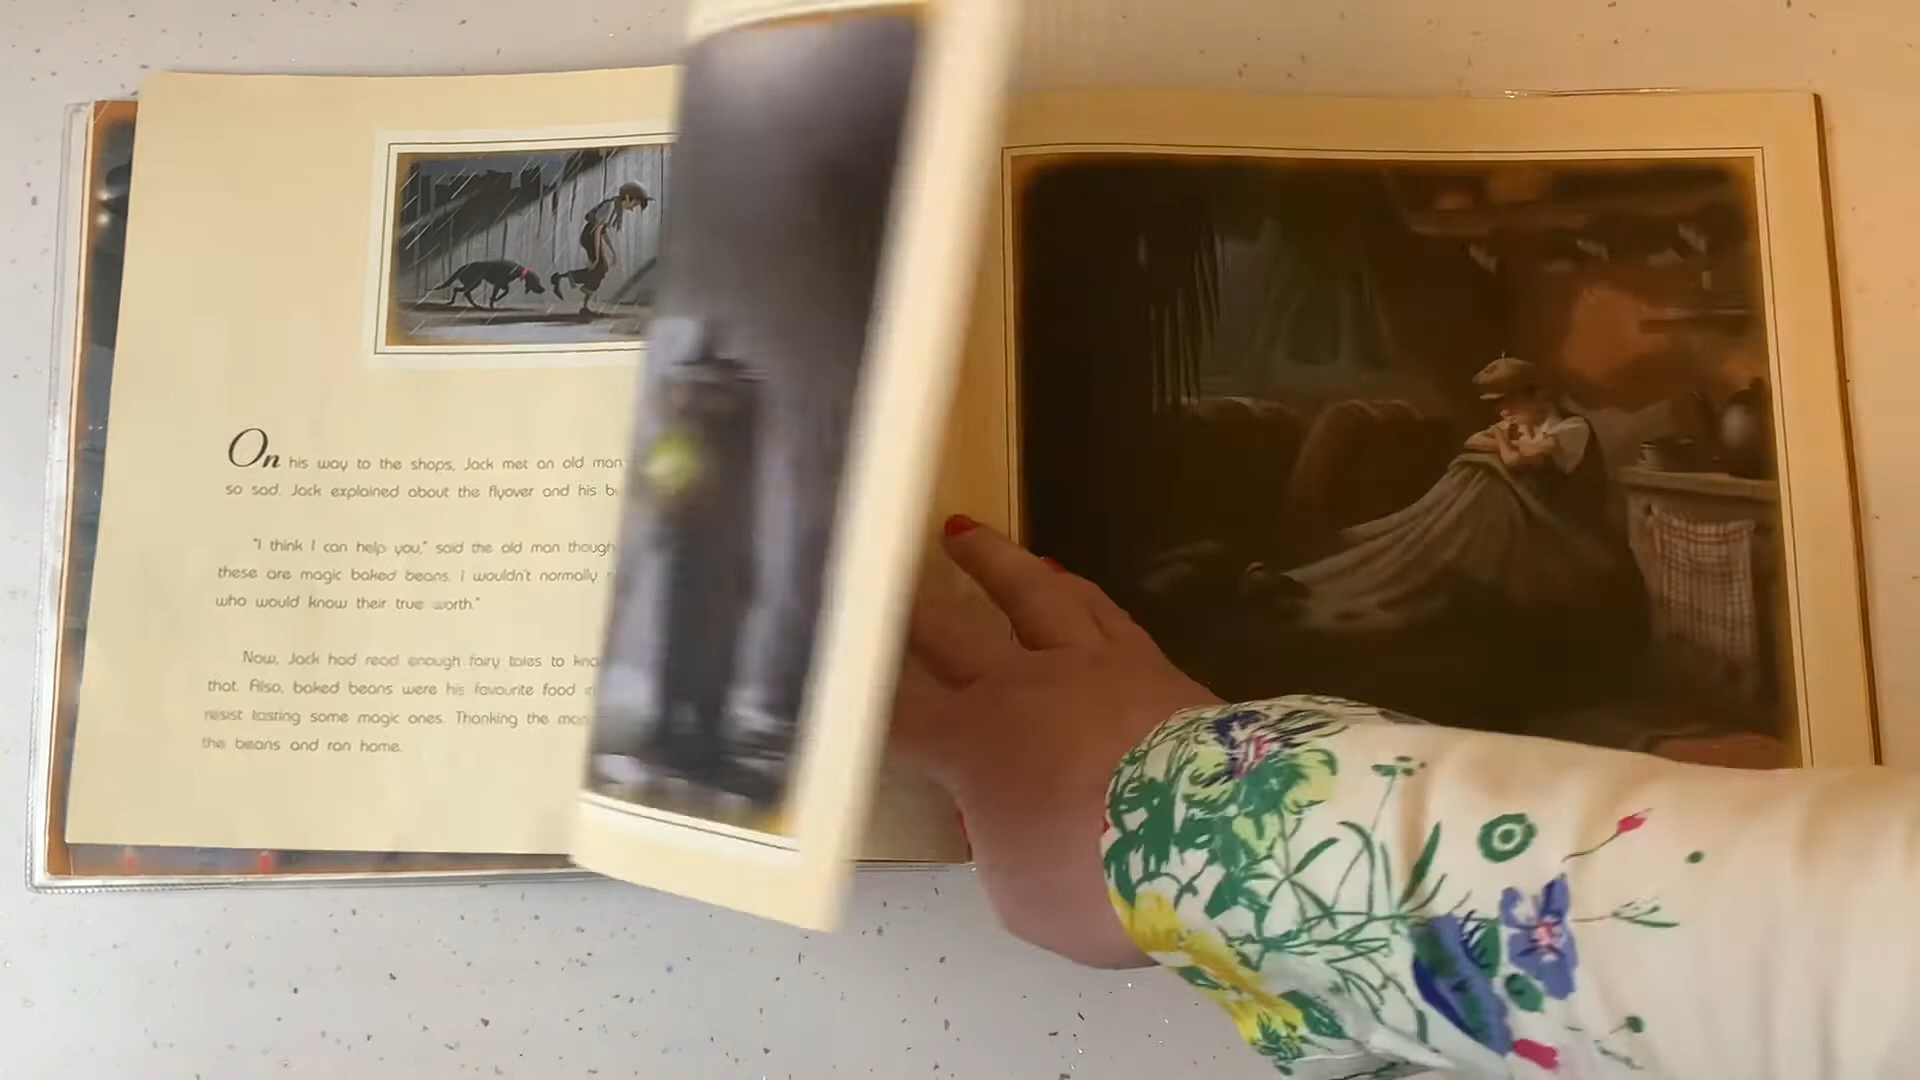 On his way to the shops, Jack met an old man
so sad. Jack explained about the flyover and his
"I think I can help you," said the old man
these are magic baked beans. I wouldn't normally
who would know their true worth."
Now, Jack had read enough fairy tales to
that. Also, baked beans were his favourite food
resist tasting some magic ones. Thanking the
the beans and ran home.